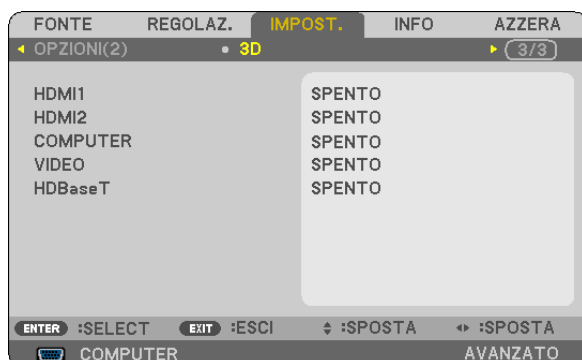 FONTE REGOLAZ. IMPOST. INFO AZZERA
OPZIONI(2) 3D 3/3
HDMI1 SPENTO
HDMI2 SPENTO
COMPUTER SPENTO
VIDEO SPENTO
HDBaseT SPENTO
ENTER :SELECT EXIT :ESCI :SPOSTA :SPOSTA
COMPUTER AVANZATO